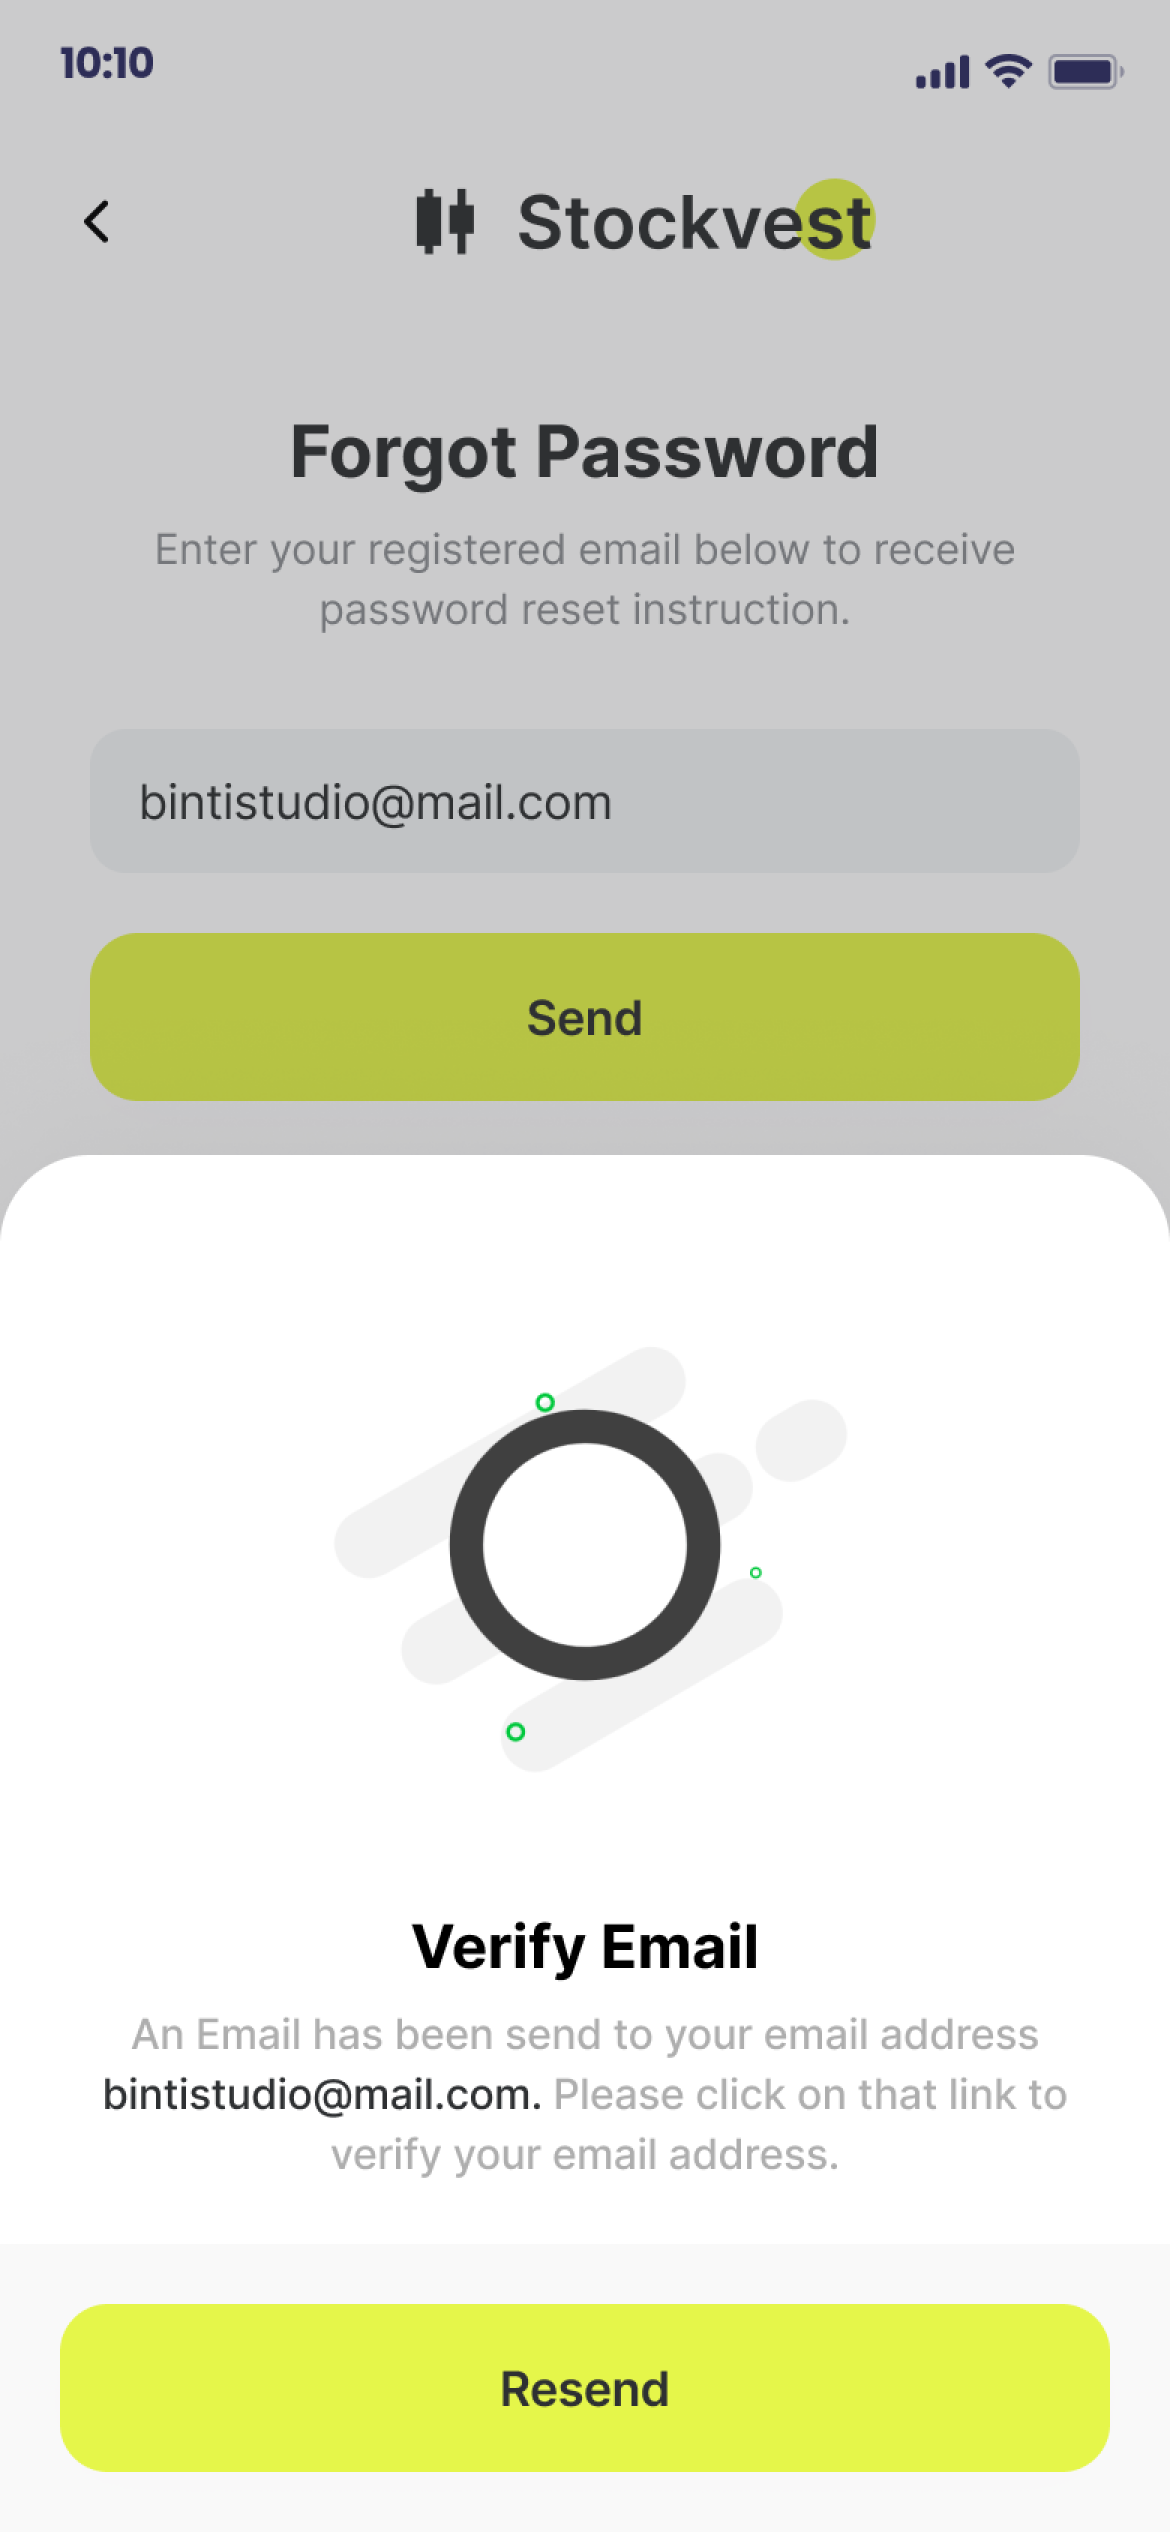 10:10
Stockvest
Forgot Password
Enter your registered email below to receive
password reset instruction.
bintistudio@mail.com
Send
Verify Email
An Email has been send to your email address
bintistudio@mail.com. Please click on that link to
verify your email address.
Resend